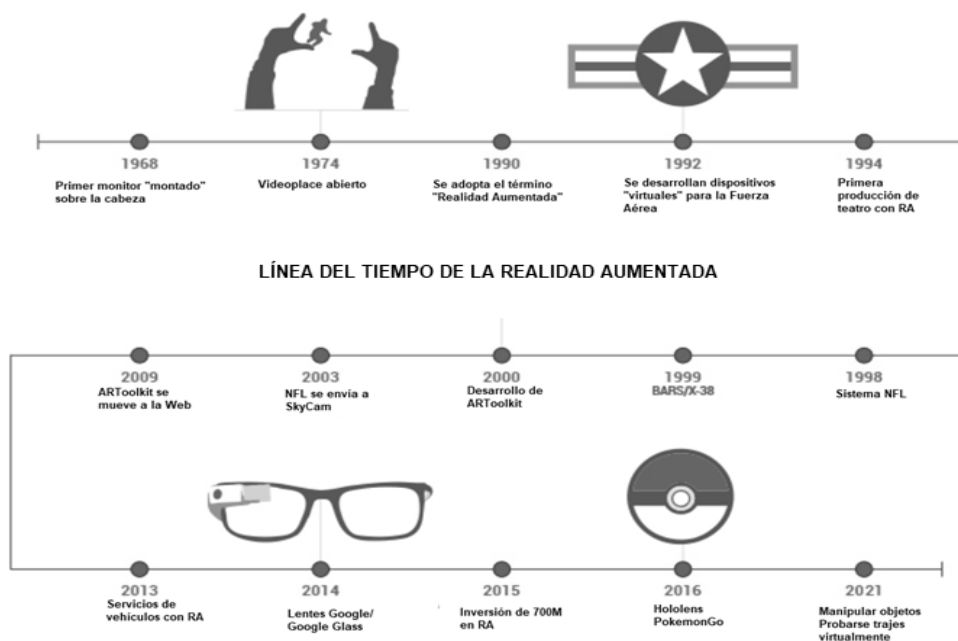 1968
Primer monitor "montado"
sobre la cabeza
1974
Videoplace abierto
1990
Se adopta el término
"Realidad Aumentada"
1992
Se desarrollan dispositivos
"virtuales" para la Fuerza
Aérea
1994
Primera
producción de
teatro con RA
LÍNEA DEL TIEMPO DE LA REALIDAD AUMENTADA
2009
ARToolkit se
mueve a la Web
2003
NFL se envía a
SkyCam
2000
Desarrollo de
ARToolkit
1999
BARS/X-38
1998
Sistema NFL
2013
Servicios de
vehículos con RA
2014
Lentes Google/
Google Glass
2015
Inversión de 700M
en RA
2016
Hololens
PokemonGo
2021
Manipular objetos
Probarse trajes
virtualmente